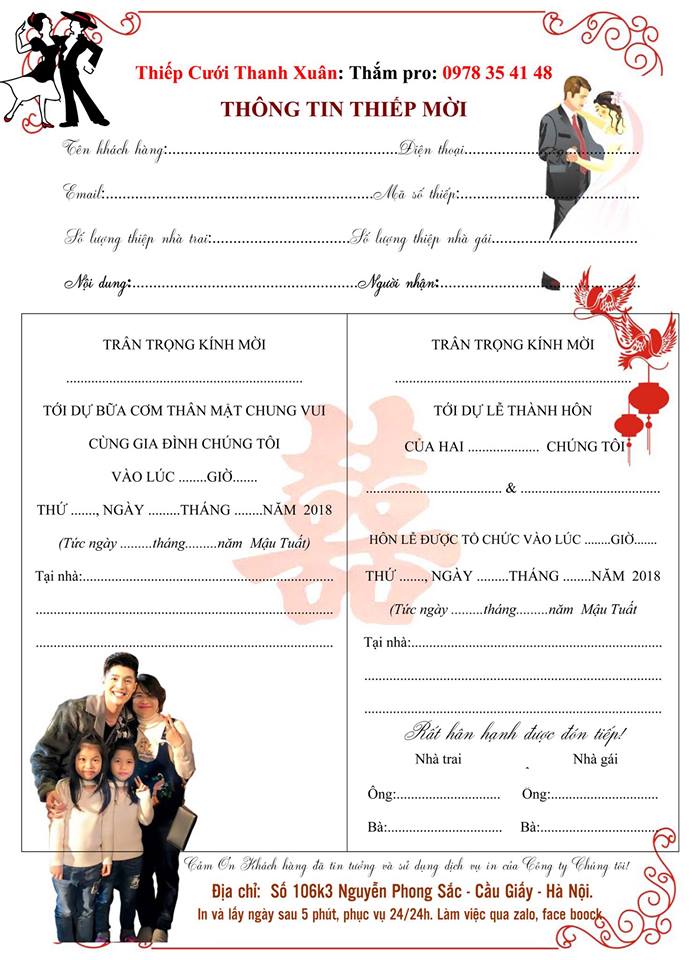 Thiếp Cưới Thanh Xuân: Thắm pro: 0978 35 41 48
THÔNG TIN THIẾP MỜI
Tên khách hàng:........................................Điện thoại........................................
Email:........................................Mã số thiếp:........................................
Số lượng thiệp nhà trai:........................................Số lượng thiệp nhà gái........................................
Nội dung:........................................Người nhận:........................................
TRÂN TRỌNG KÍNH MỜI
..................................................................
TỚI DỰ BỮA CƠM THÂN MẬT CHUNG VUI
CÙNG GIA ĐÌNH CHÚNG TÔI
VÀO LÚC ........GIỜ.......
THỨ ......., NGÀY .........THÁNG ........NĂM 2018
(Tức ngày .........tháng.........năm Mậu Tuất)
Tại nhà:......................................................................
....................................................................................
....................................................................................
TRÂN TRỌNG KÍNH MỜI
..................................................................
TỚI DỰ LỄ THÀNH HÔN
CỦA HAI .................... CHÚNG TÔI
...................................... & .......................................
HÔN LỄ ĐƯỢC TỔ CHỨC VÀO LÚC ........GIỜ.......
THỨ ......., NGÀY .........THÁNG ........NĂM 2018
(Tức ngày .........tháng.........năm Mậu Tuất
Tại nhà:......................................................................
....................................................................................
....................................................................................
Rất hân hạnh được đón tiếp!
Nhà trai Nhà gái
Ông:............................. Ong:..............................
Bà:................................ Bà:.................................
Cảm Ơn Khách hàng đã tin tưởng và sử dụng dịch vụ in của Công ty Chúng tôi!
Địa chỉ: Số 106k3 Nguyễn Phong Sắc - Cầu Giấy - Hà Nội.
In và lấy ngày sau 5 phút, phục vụ 24/24h. Làm việc qua zalo, face boock.